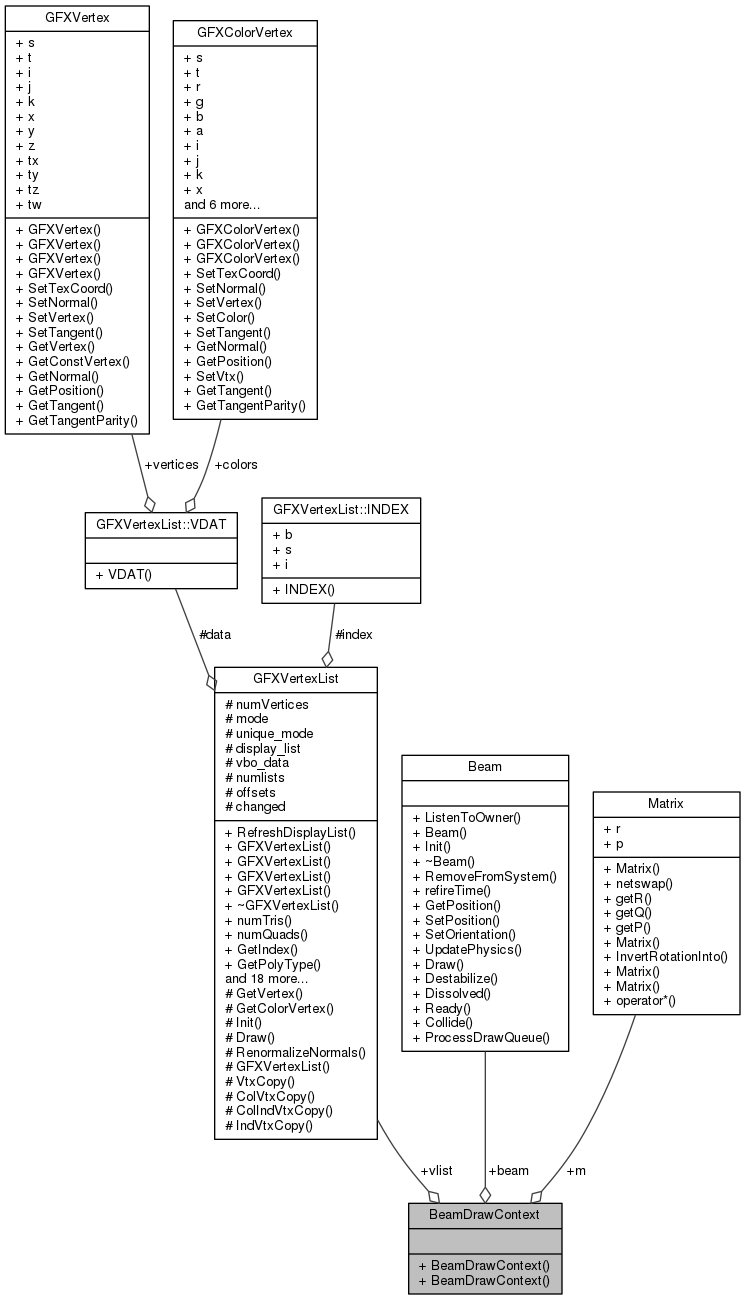 GFXVertex
+ s
+ t
+ i
+ j
+ k
+ x
+ y
+ z
+ tx
+ ty
+ tz
+ tw
+ GFXVertex()
+ GFXVertex()
+ GFXVertex()
+ GFXVertex()
+ SetTexCoord()
+ SetNormal()
+ SetVertex()
+ SetTangent()
+ GetVertex()
+ GetConstVertex()
+ GetNormal()
+ GetPosition()
+ GetTangent()
+ GetTangentParity()
GFXColorVertex
+ s
+ t
+ r
+ g
+ b
+ a
+ i
+ j
+ k
+ x
and 6 more...
+ GFXColorVertex()
+ GFXColorVertex()
+ GFXColorVertex()
+ SetTexCoord()
+ SetNormal()
+ SetVertex()
+ SetColor()
+ SetTangent()
+ GetNormal()
+ GetPosition()
+ SetVtx()
+ GetTangent()
+ GetTangentParity()
+vertices
+colors
GFXVertexList::VDAT
+ VDAT()
GFXVertexList::INDEX
+ b
+ s
+ i
+ INDEX()
#data
#index
GFXVertexList
# numVertices
# mode
# unique_mode
# display_list
# vbo_data
# numlists
# offsets
# changed
+ RefreshDisplayList()
+ GFXVertexList()
+ GFXVertexList()
+ GFXVertexList()
+ GFXVertexList()
+ ~GFXVertexList()
+ numTris()
+ numQuads()
+ GetIndex()
+ GetPolyType()
and 18 more...
# GetVertex()
# GetColorVertex()
# Init()
# Draw()
# RenormalizeNormals()
# GFXVertexList()
# VtxCopy()
# ColVtxCopy()
# ColIndVtxCopy()
# IndVtxCopy()
Beam
+ ListenToOwner()
+ Beam()
+ Init()
+ ~Beam()
+ RemoveFromSystem()
+ refireTime()
+ GetPosition()
+ SetPosition()
+ SetOrientation()
+ UpdatePhysics()
+ Draw()
+ Destabilize()
+ Dissolved()
+ Ready()
+ Collide()
+ ProcessDrawQueue()
Matrix
+ r
+ p
+ Matrix()
+ netswap()
+ getR()
+ getQ()
+ getP()
+ Matrix()
+ InvertRotationInto()
+ Matrix()
+ Matrix()
+ operator*()
+vlist
+beam
+m
BeamDrawContext
+ BeamDrawContext()
+ BeamDrawContext()